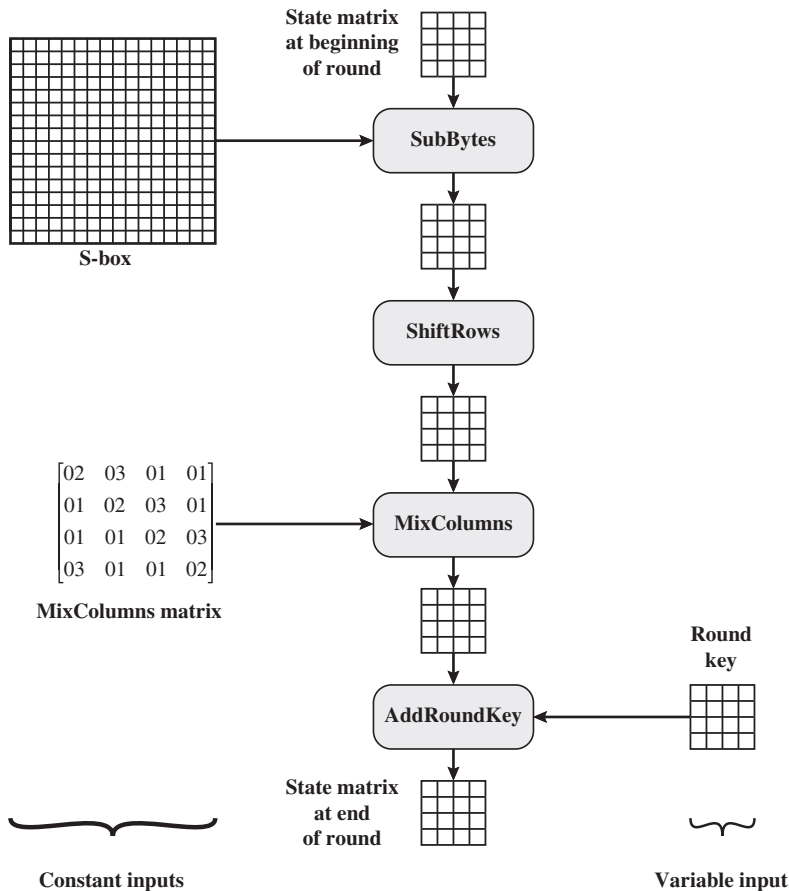 State matrix
at beginning
of round
SubBytes
S-box
ShiftRows
02 03 01 01
01 02 03 01
01 01 02 03
03 01 01 02
MixColumns
MixColumns matrix
Round
key
AddRoundKey
State matrix
at end
of round
Constant inputs
Variable input